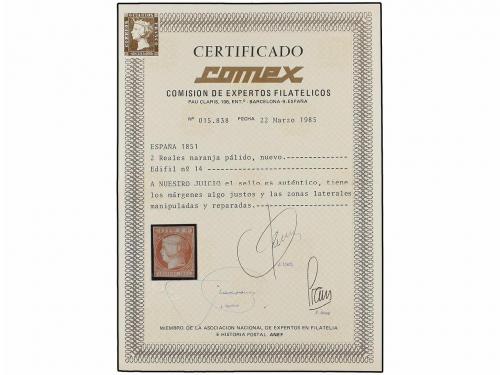 CERTIFICADO
comex
COMISION DE EXPERTOS FILATELICOS
PAU CLARIS, 106, ENT.º - BARCELONA-9. ESPAÑA
Nº 015.838 FECHA 22 Marzo 1985
ESPAÑA 1851
2 Reales naranja pálido, nuevo.
Edifil nº 14
A NUESTRO JUICIO el sello es auténtico, tiene
los márgenes algo justos y las zonas laterales
manipuladas y reparadas.
MIEMBRO DE LA ASOCIACION NACIONAL DE EXPERTOS EN FILATELIA
E HISTORIA POSTAL ANEF